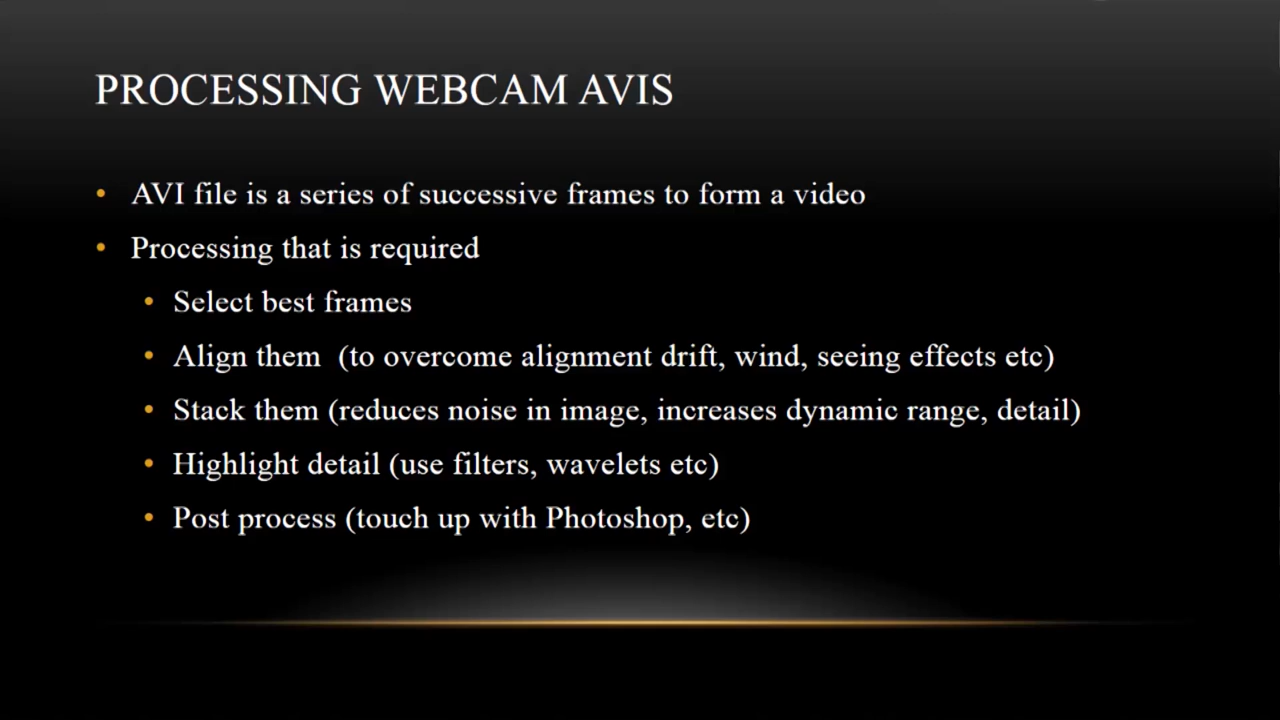 PROCESSING WEBCAM AVIS
• AVI file is a series of successive frames to form a video
• Processing that is required
• Select best frames
• Align them  (to overcome alignment drift, wind, seeing effects etc)
• Stack them (reduces noise in image, increases dynamic range, detail)
• Highlight detail (use filters, wavelets etc)
• Post process (touch up with Photoshop, etc)